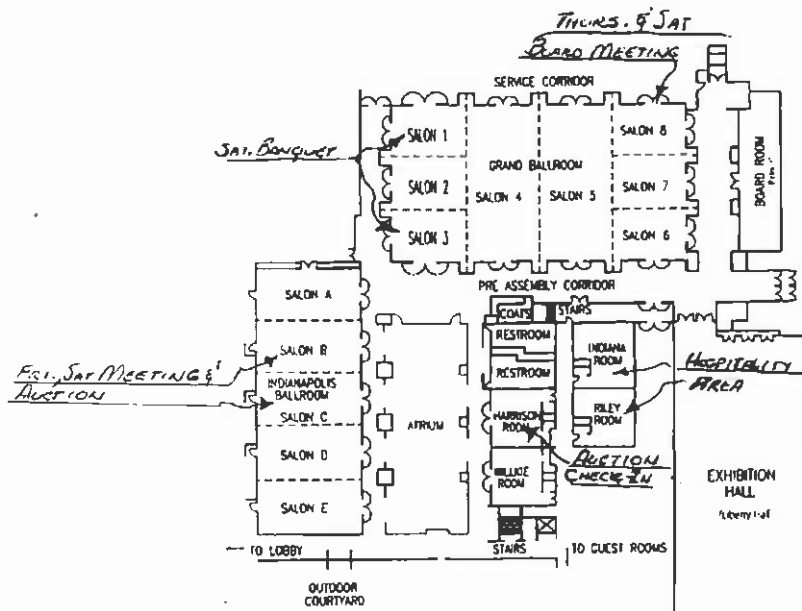 THURS. & SAT
BOARD MEETING
SERVICE CORRIDOR
SALON 1
SALON 8
BOARD ROOM
SAT. BANQUET
GRAND BALLROOM
SALON 2
SALON 4
SALON 5
SALON 7
SALON 3
SALON 6
PRE ASSEMBLY CORRIDOR
SALON A
COATS
STAIRS
RESTROOM
INDIANA
ROOM
SALON B
FRI, SAT MEETING &
AUCTION
INDIANAPOLIS
BALLROOM
RESTROOM
HOSPITALITY
AREA
SALON C
ATRIUM
HARRISON
ROOM
RILEY
ROOM
SALON D
AUCTION
CHECK-IN
ROOM
EXHIBITION
HALL
SALON E
TO LOBBY
STAIRS
TO GUEST ROOMS
OUTDOOR
COURTYARD